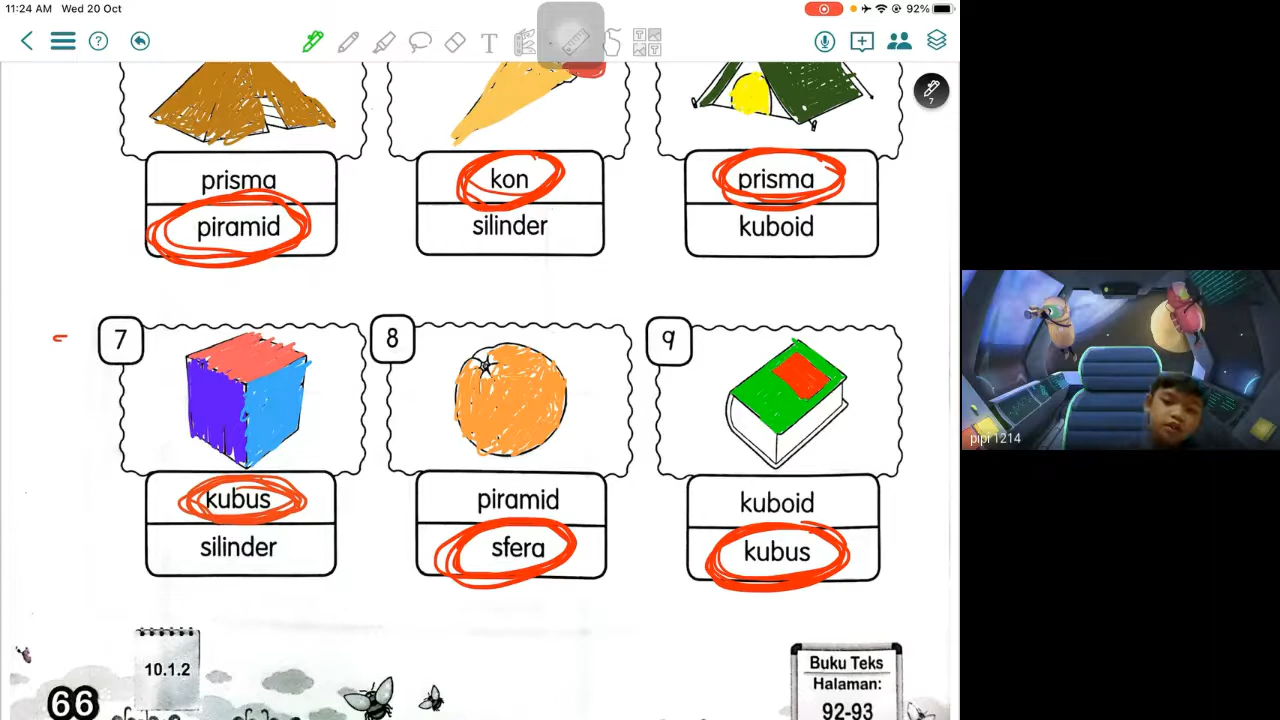 11:24 AM Wed 20 Oct
92%
T
7
prisma
piramid
kon
silinder
prisma
kuboid
7
8
9
kubus
silinder
piramid
sfera
kuboid
kubus
pipi 1214
10.1.2
66
Buku Teks
Halaman:
92-93